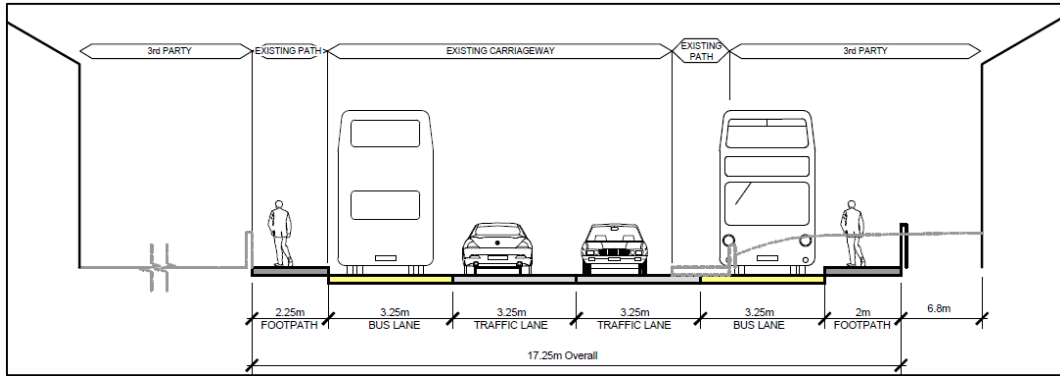 3rd PARTY
EXISTING PATH
EXISTING CARRIAGEWAY
EXISTING
PATH
3rd PARTY
2.25m
FOOTPATH
3.25m
BUS LANE
3.25m
TRAFFIC LANE
3.25m
TRAFFIC LANE
3.25m
BUS LANE
2m
FOOTPATH
6.8m
17.25m Overall